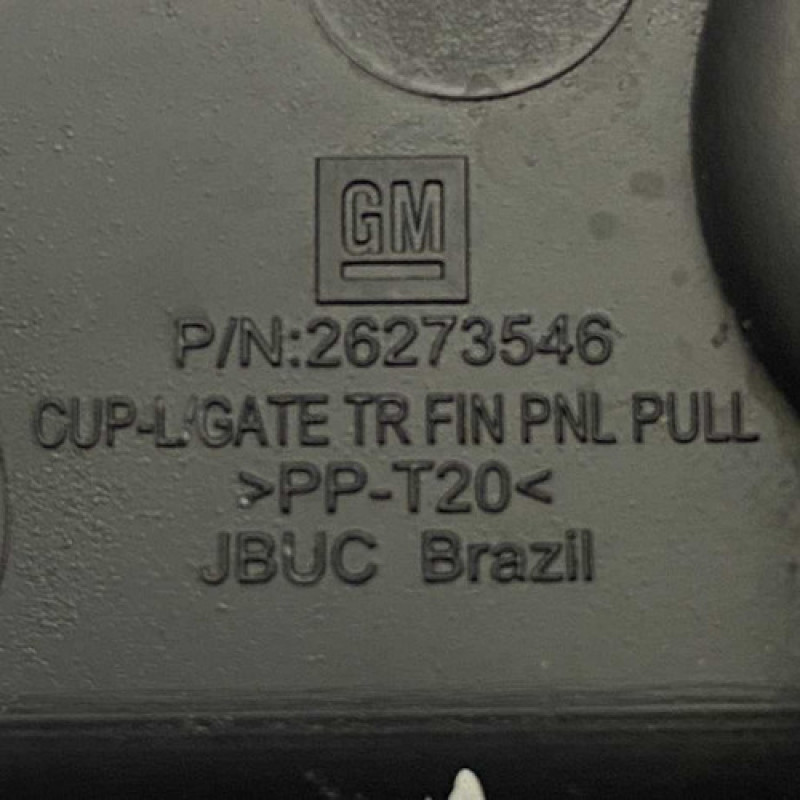 GM
P/N:26273546
CUP-L/GATE TR FIN PNL PULL
>PP-T20<
JBUC Brazil